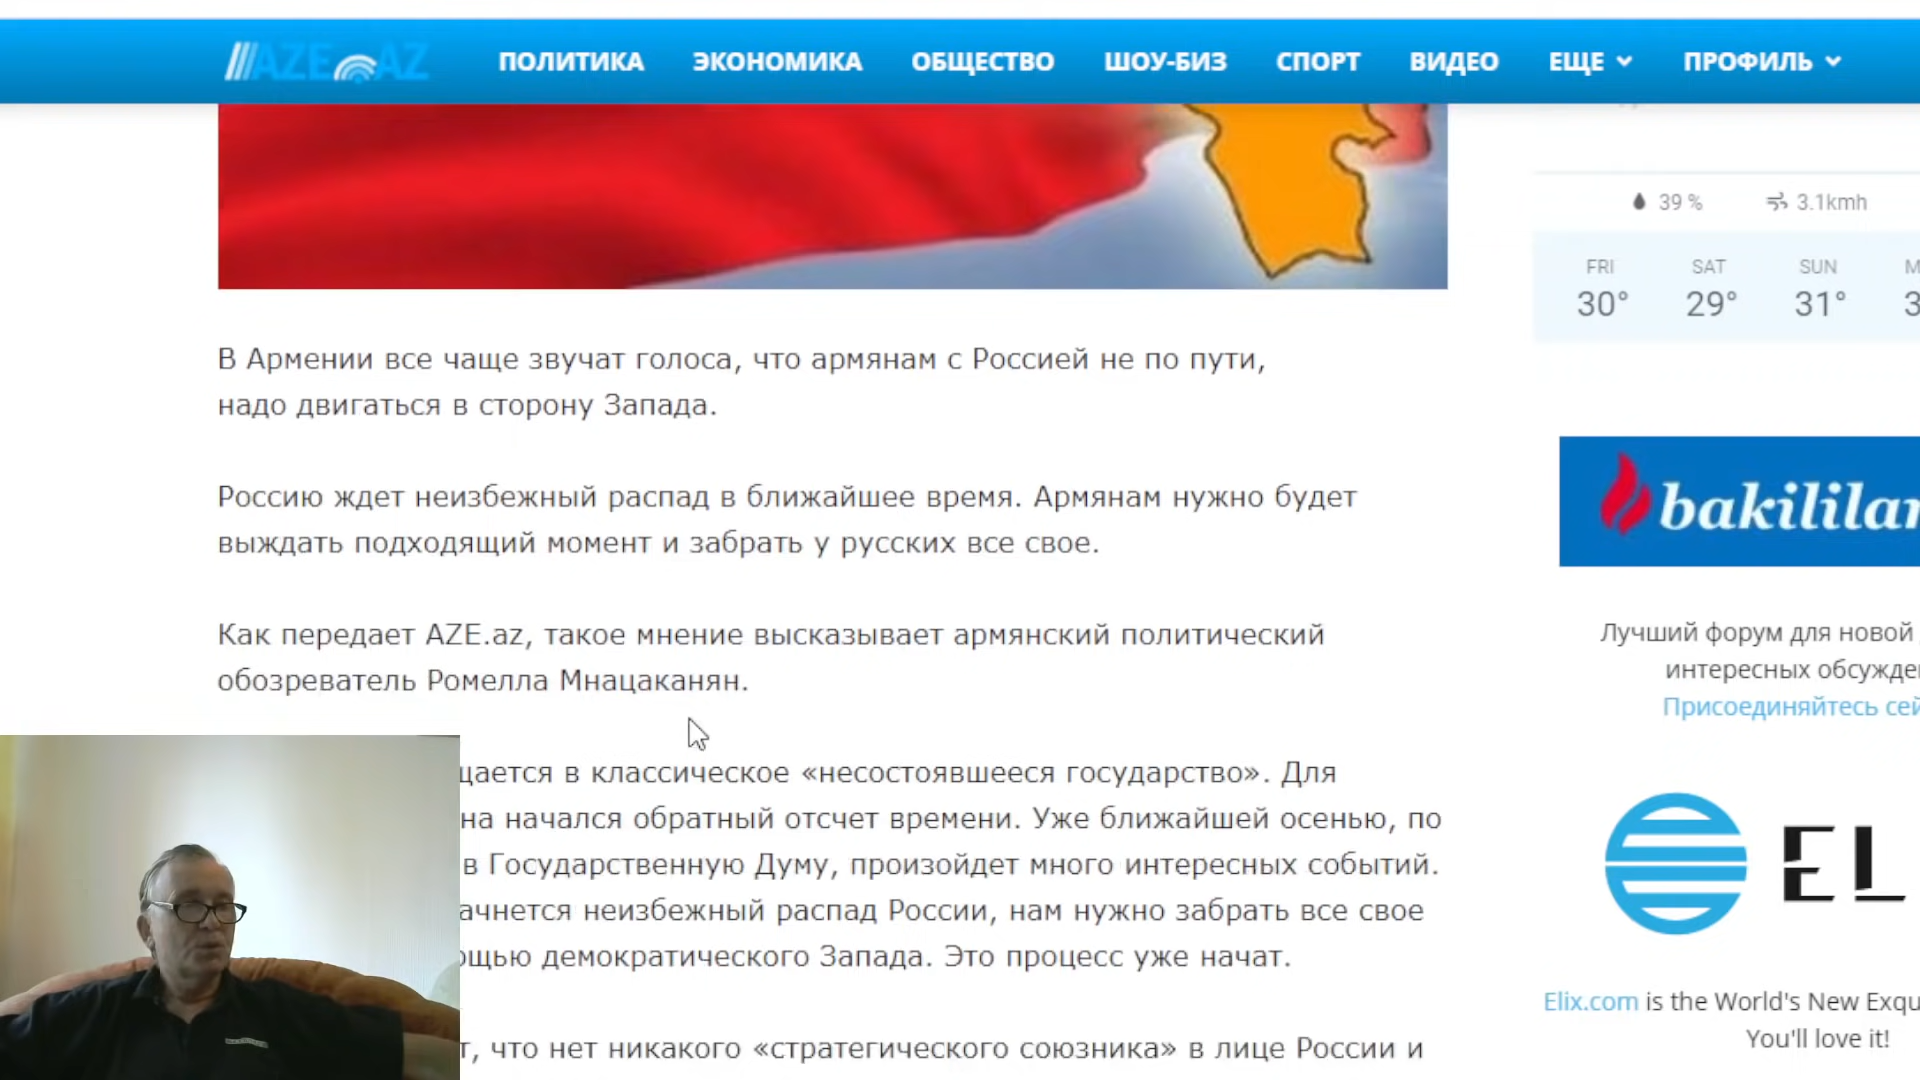 AZE.AZ
ПОЛИТИКА
ЭКОНОМИКА
ОБЩЕСТВО
ШОУ-БИЗ
СПОРТ
ВИДЕО
ЕЩЕ
ПРОФИЛЬ
39 %
3.1kmh
FRI
SAT
SUN
30°
29°
31°
В Армении все чаще звучат голоса, что армянам с Россией не по пути,
надо двигаться в сторону Запада.
Россию ждет неизбежный распад в ближайшее время. Армянам нужно будет
выждать подходящий момент и забрать у русских все свое.
Как передает AZE.az, такое мнение высказывает армянский политический
обозреватель Ромелла Мнацаканян.
щается в классическое «несостоявшееся государство». Для
на начался обратный отсчет времени. Уже ближайшей осенью, по
в Государственную Думу, произойдет много интересных событий.
ачнется неизбежный распад России, нам нужно забрать все свое
ощью демократического Запада. Это процесс уже начат.
т, что нет никакого «стратегического союзника» в лице России и
bakililar
Лучший форум для новой
интересных обсужде
Присоединяйтесь сей
EL
Elix.com is the World's New Exqu
You'll love it!